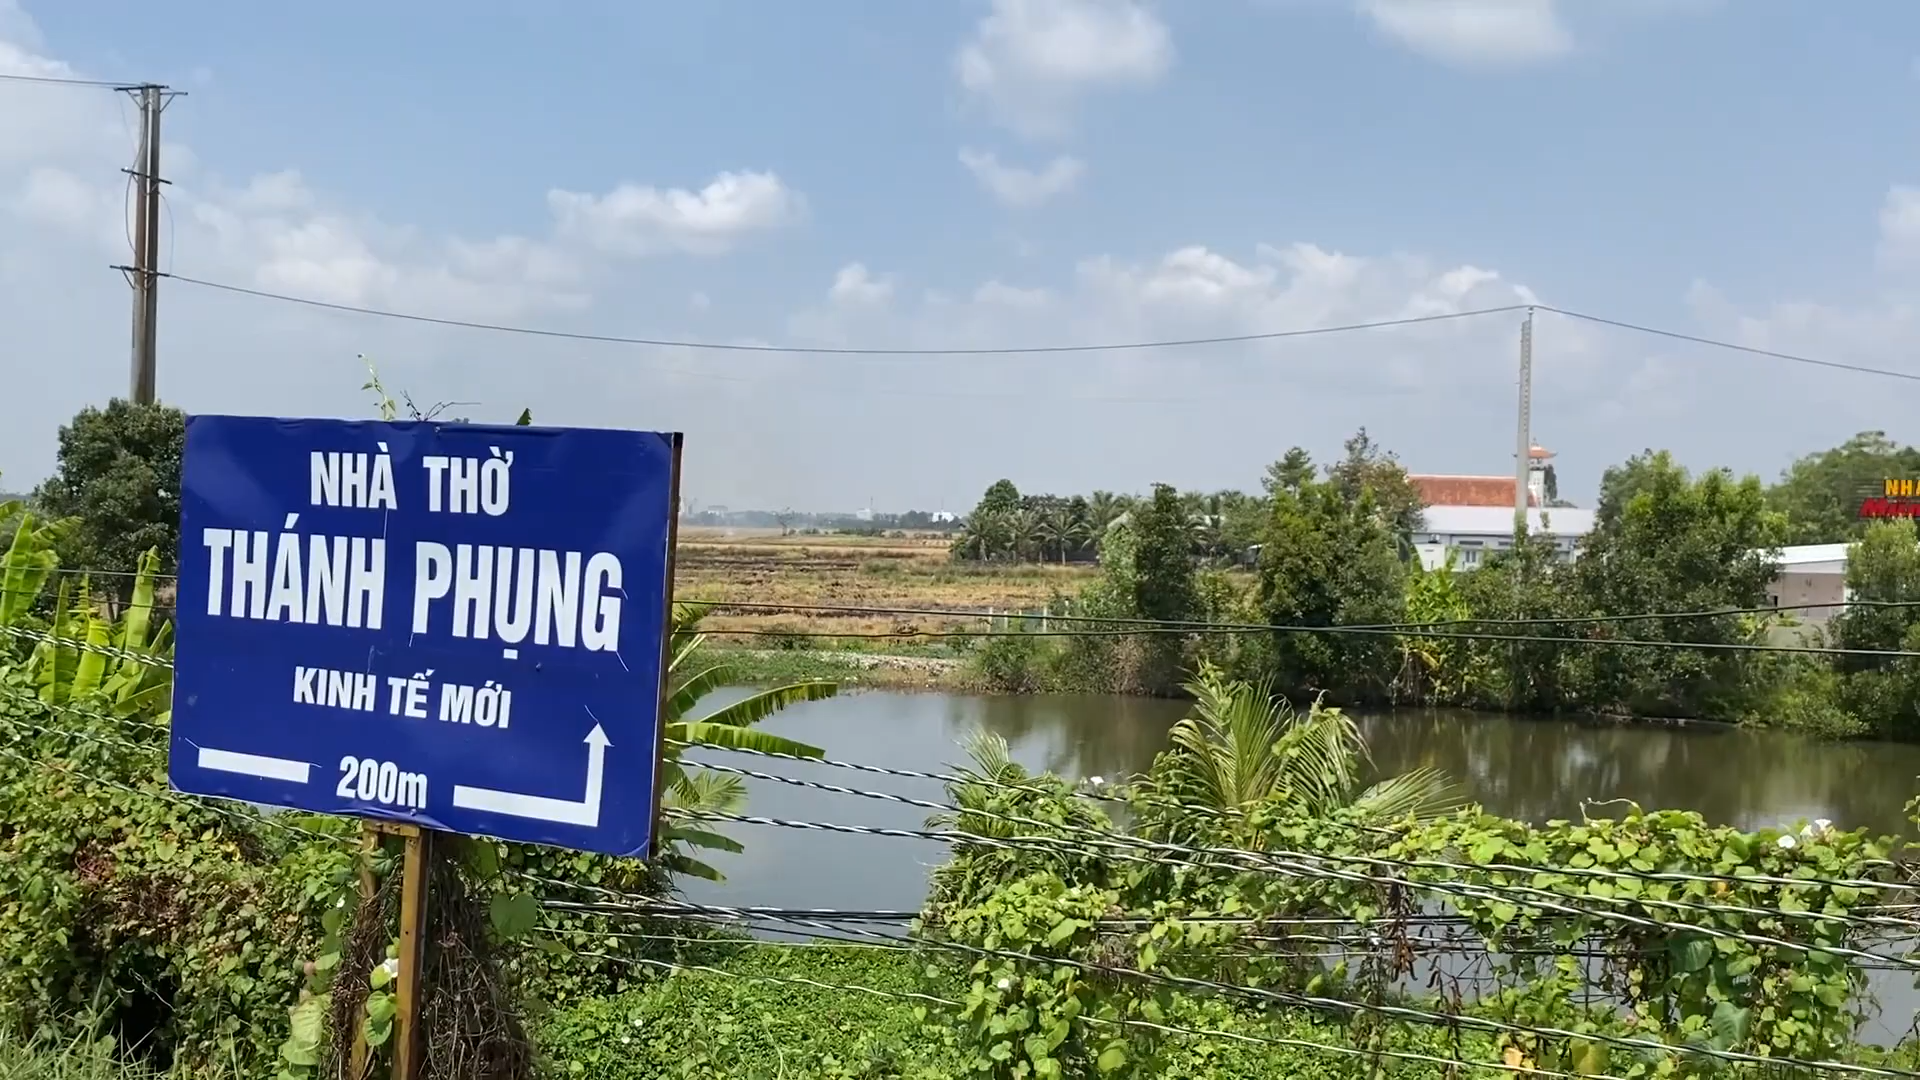 NHÀ THỜ
THÁNH PHỤNG
KINH TẾ MỚI
200m